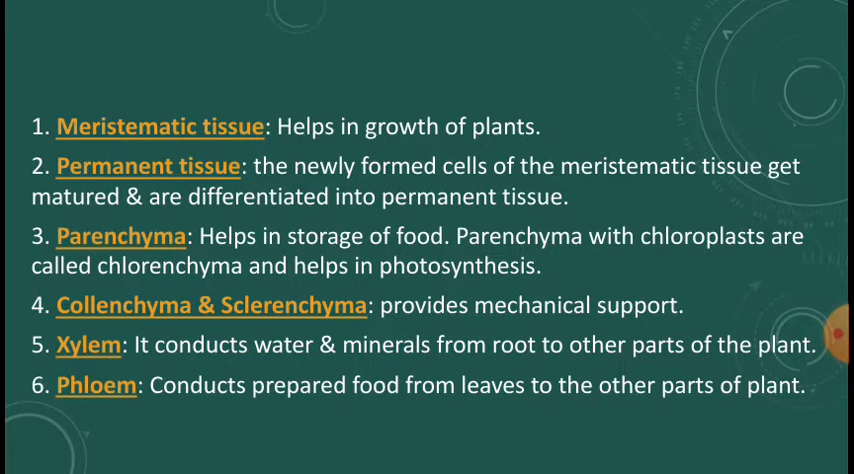 1. Meristematic tissue: Helps in growth of plants.
2. Permanent tissue: the newly formed cells of the meristematic tissue get
matured & are differentiated into permanent tissue.
3. Parenchyma: Helps in storage of food. Parenchyma with chloroplasts are
called chlorenchyma and helps in photosynthesis.
4. Collenchyma & Sclerenchyma: provides mechanical support.
5. Xylem: It conducts water & minerals from root to other parts of the plant.
6. Phloem: Conducts prepared food from leaves to the other parts of plant.